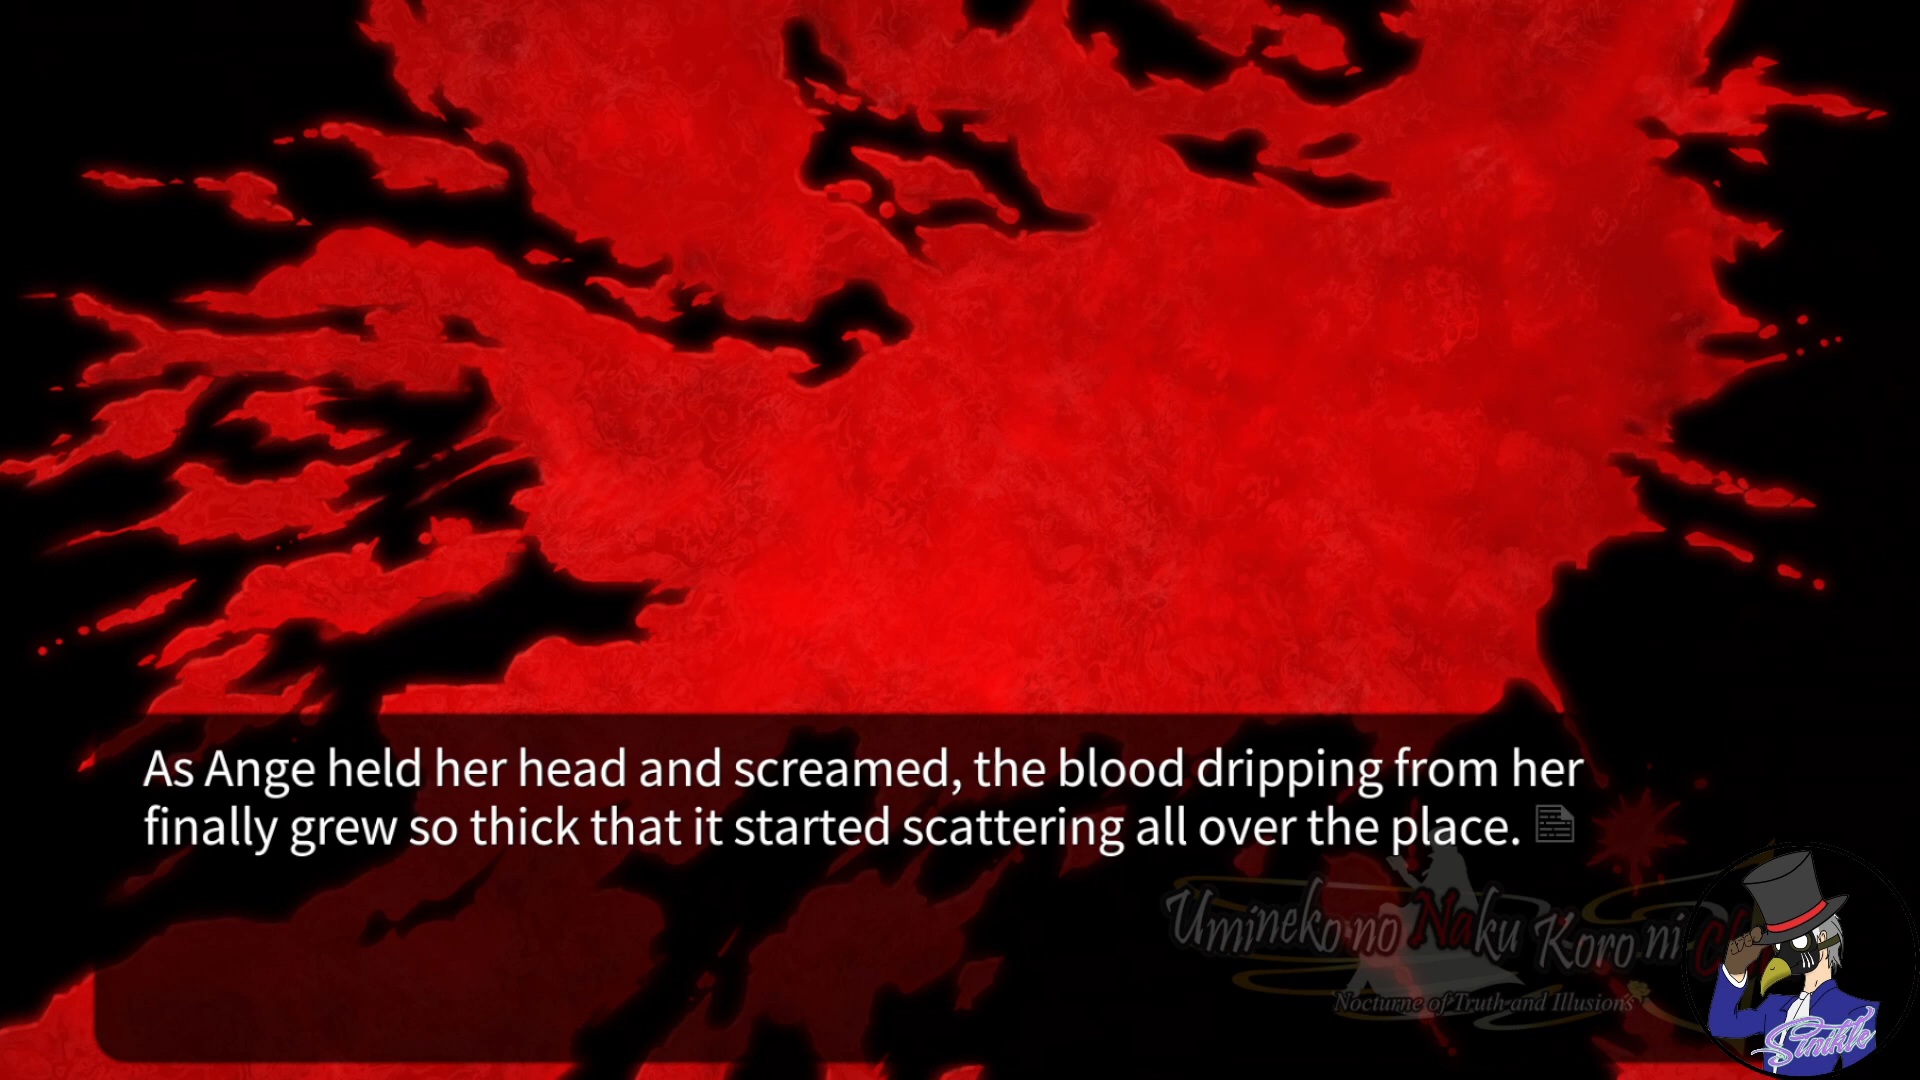 As Ange held her head and screamed, the blood dripping from her
finally grew so thick that it started scattering all over the place.
Umineko no Naku Koro ni
Nocturne of Truth and Illusions
Sinikle